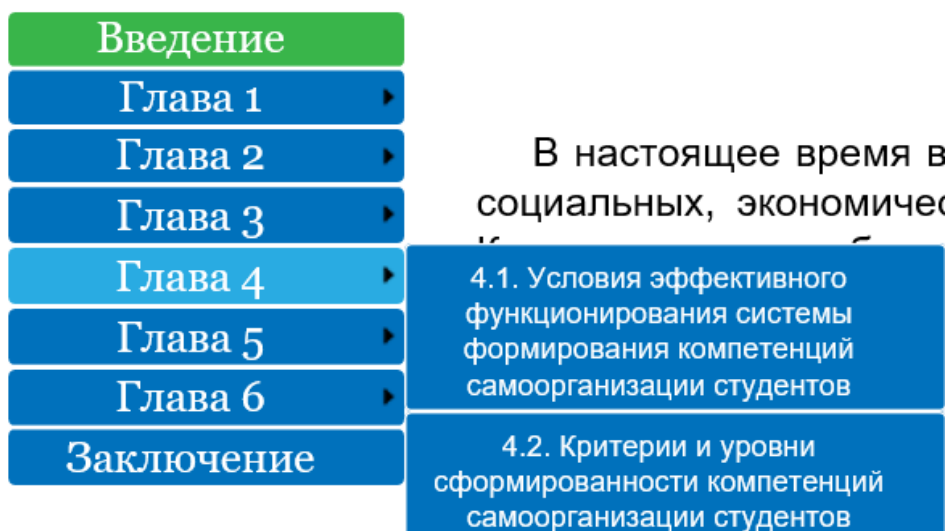 Введение
Глава 1
Глава 2
Глава 3
Глава 4
Глава 5
Глава 6
Заключение
В настоящее время в
социальных, экономичес
4.1. Условия эффективного
функционирования системы
формирования компетенций
самоорганизации студентов
4.2. Критерии и уровни
сформированности компетенций
самоорганизации студентов